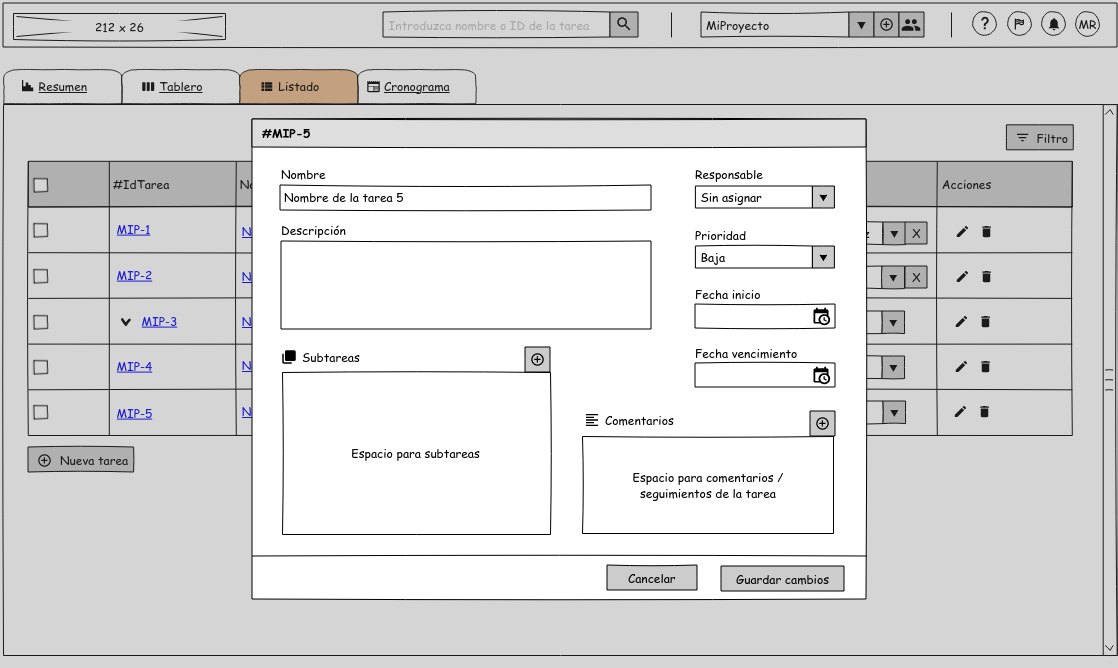 212 x 26
Introduzca nombre o ID de la tarea
MiProyecto
?
MR
Resumen
Tablero
Listado
Cronograma
#MIP-5
Filtro
#IdTarea
Acciones
Nombre
Nombre de la tarea 5
Responsable
Sin asignar
MIP-1
X
Descripción
Prioridad
Baja
MIP-2
X
Fecha inicio
MIP-3
Subtareas
Fecha vencimiento
MIP-4
MIP-5
Comentarios
Espacio para subtareas
Nueva tarea
Espacio para comentarios /
seguimientos de la tarea
Cancelar
Guardar cambios